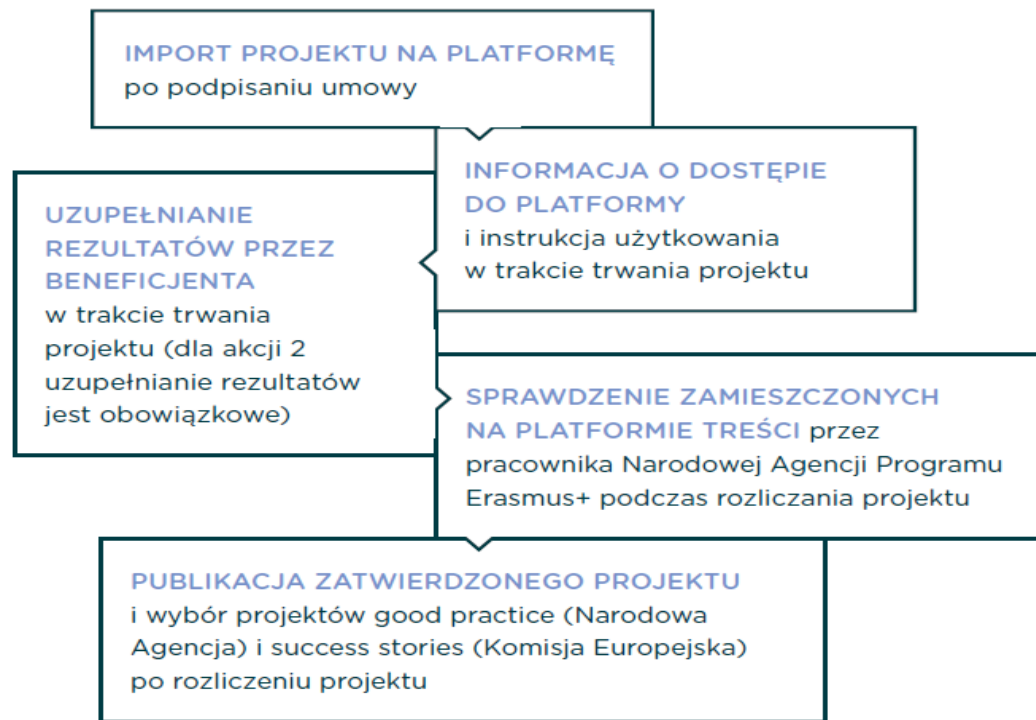 IMPORT PROJEKTU NA PLATFORMĘ
po podpisaniu umowy
INFORMACJA O DOSTĘPIE
DO PLATFORMY
i instrukcja użytkowania
w trakcie trwania projektu
UZUPEŁNIANIE
REZULTATÓW PRZEZ
BENEFICJENTA
w trakcie trwania
projektu (dla akcji 2
uzupełnianie rezultatów
jest obowiązkowe)
SPRAWDZENIE ZAMIESZCZONYCH
NA PLATFORMIE TREŚCI przez
pracownika Narodowej Agencji Programu
Erasmus+ podczas rozliczania projektu
PUBLIKACJA ZATWIERDZONEGO PROJEKTU
i wybór projektów good practice (Narodowa
Agencja) i success stories (Komisja Europejska)
po rozliczeniu projektu